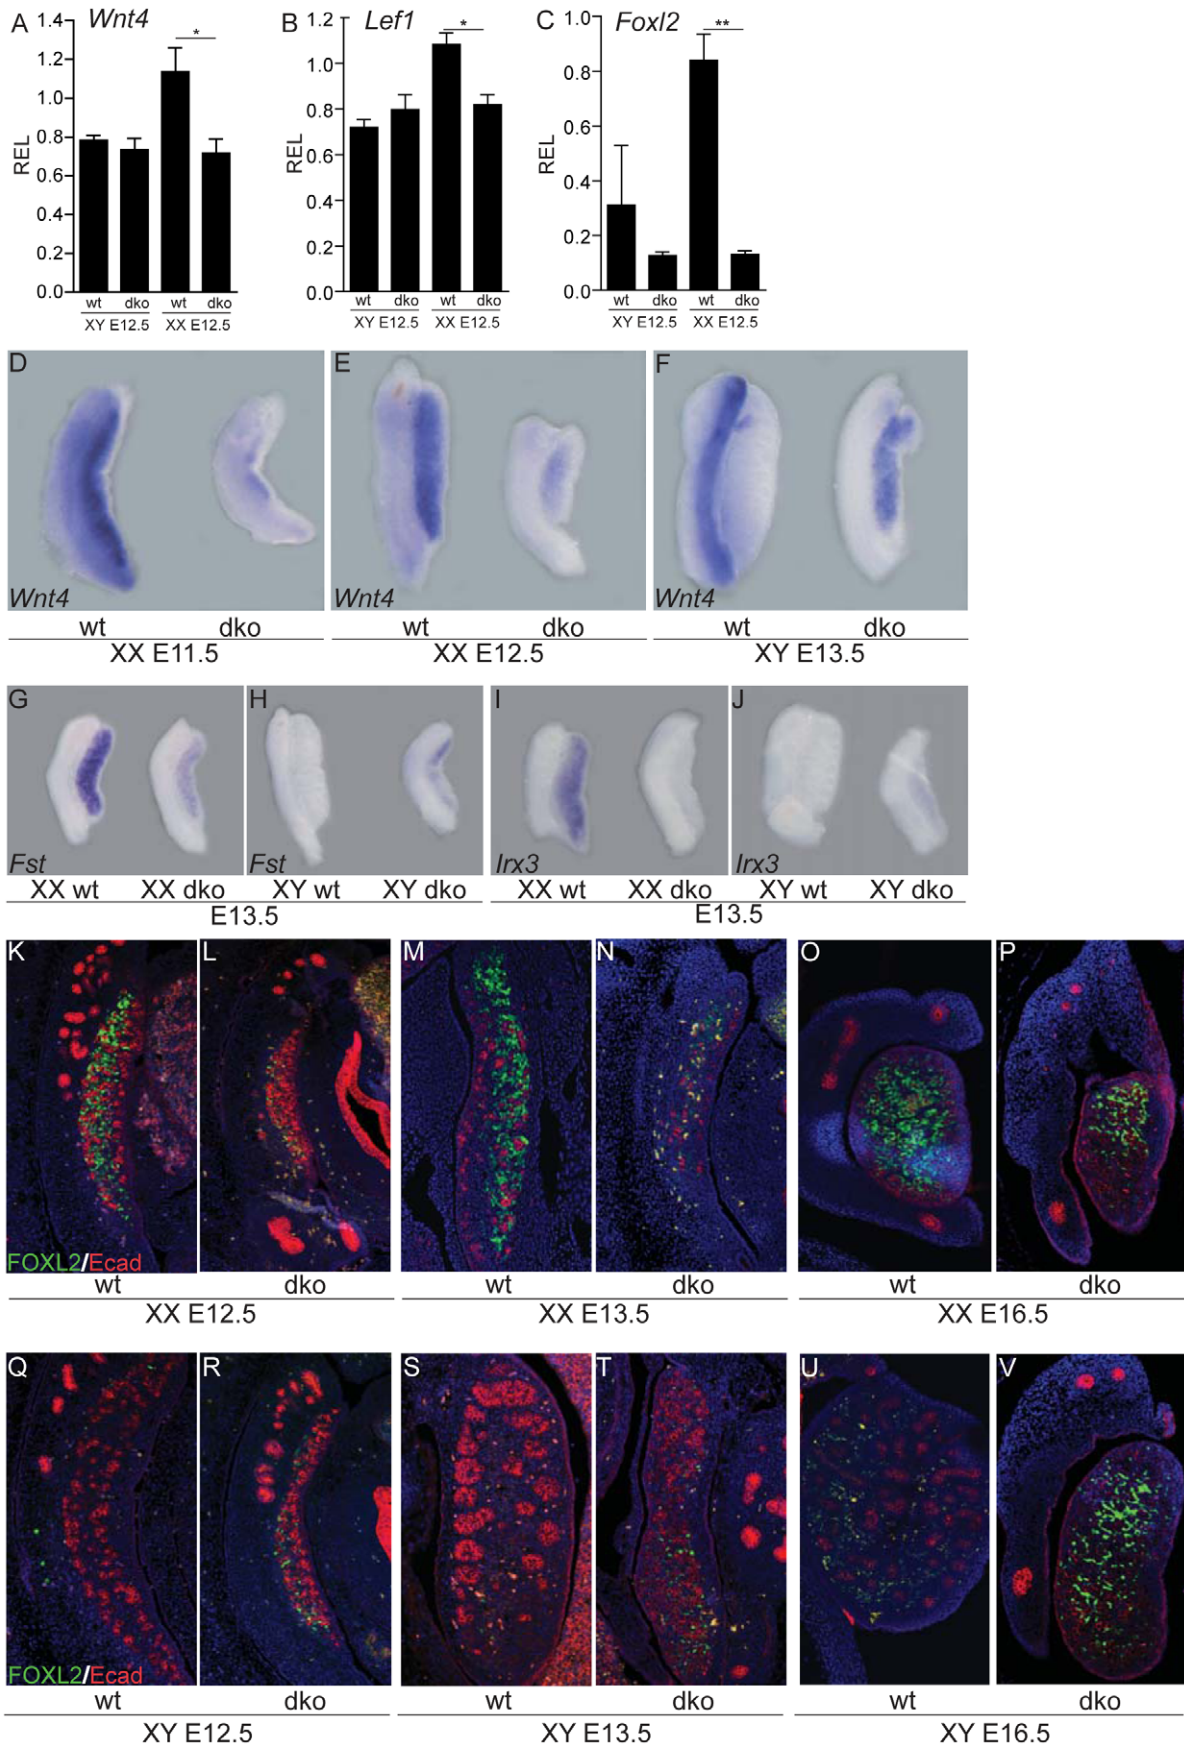 A Wnt4
1.4
1.2
1.0
0.8
0.6
0.4
0.2
0.0
REL
*
wt dko wt dko
XY E12.5 XX E12.5
B Lef1
1.2
1.0
0.8
0.6
0.4
0.2
0.0
REL
*
wt dko wt dko
XY E12.5 XX E12.5
C Foxl2
1.0
0.8
0.6
0.4
0.2
0.0
REL
**
wt dko wt dko
XY E12.5 XX E12.5
D E F
Wnt4 Wnt4 Wnt4
wt dko wt dko wt dko
XX E11.5 XX E12.5 XY E13.5
G H I J
Fst Fst Irx3 Irx3
XX wt XX dko XY wt XY dko XX wt XX dko XY wt XY dko
E13.5 E13.5
K L M N O P
FOXL2/Ecad
wt dko wt dko wt dko
XX E12.5 XX E13.5 XX E16.5
Q R S T U V
FOXL2/Ecad
wt dko wt dko wt dko
XY E12.5 XY E13.5 XY E16.5